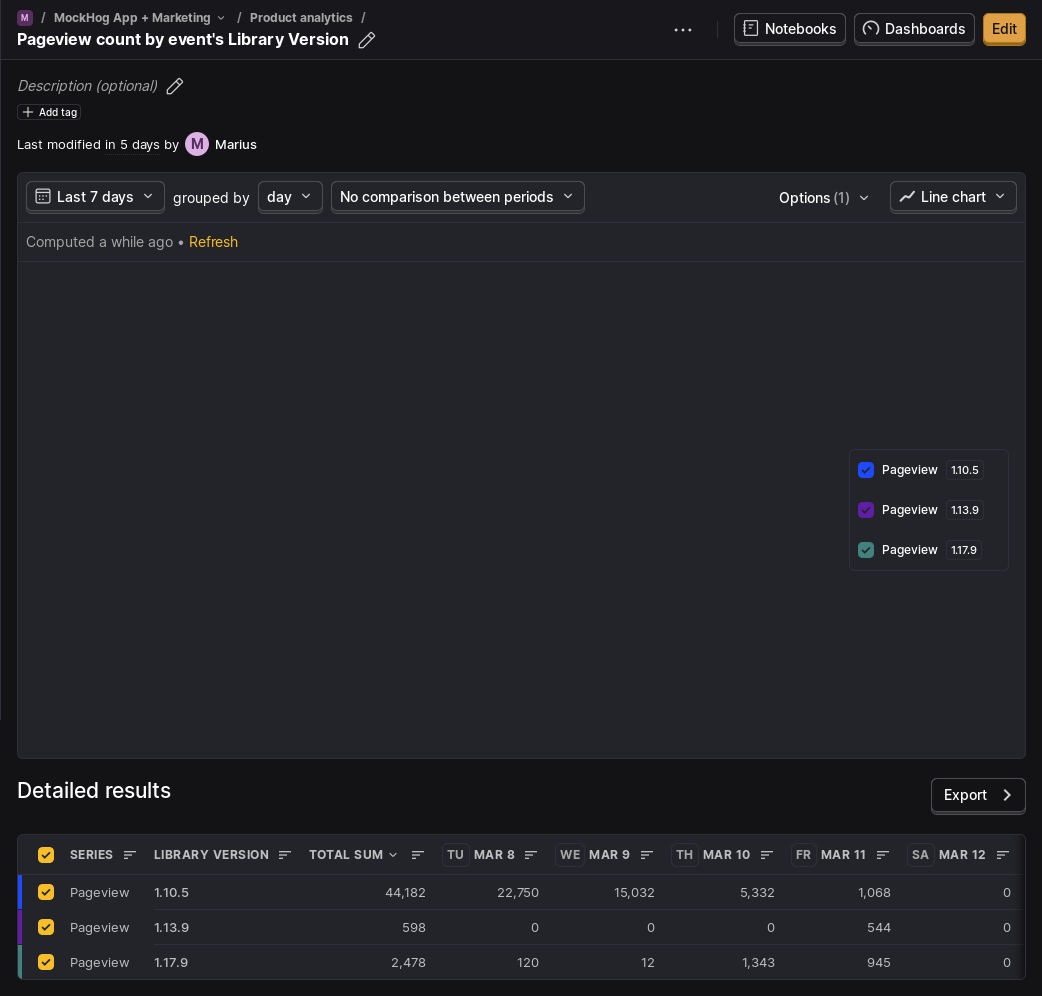 M / MockHog App + Marketing / Product analytics /
Pageview count by event's Library Version
Notebooks Dashboards Edit
Description (optional)
Add tag
Last modified in 5 days by M Marius
Last 7 days grouped by day No comparison between periods Options (1) Line chart
Computed a while ago • Refresh
Pageview 1.10.5
Pageview 1.13.9
Pageview 1.17.9
Detailed results
Export
SERIES LIBRARY VERSION TOTAL SUM TU MAR 8 WE MAR 9 TH MAR 10 FR MAR 11 SA MAR 12
Pageview 1.10.5 44,182 22,750 15,032 5,332 1,068 0
Pageview 1.13.9 598 0 0 0 544 0
Pageview 1.17.9 2,478 120 12 1,343 945 0